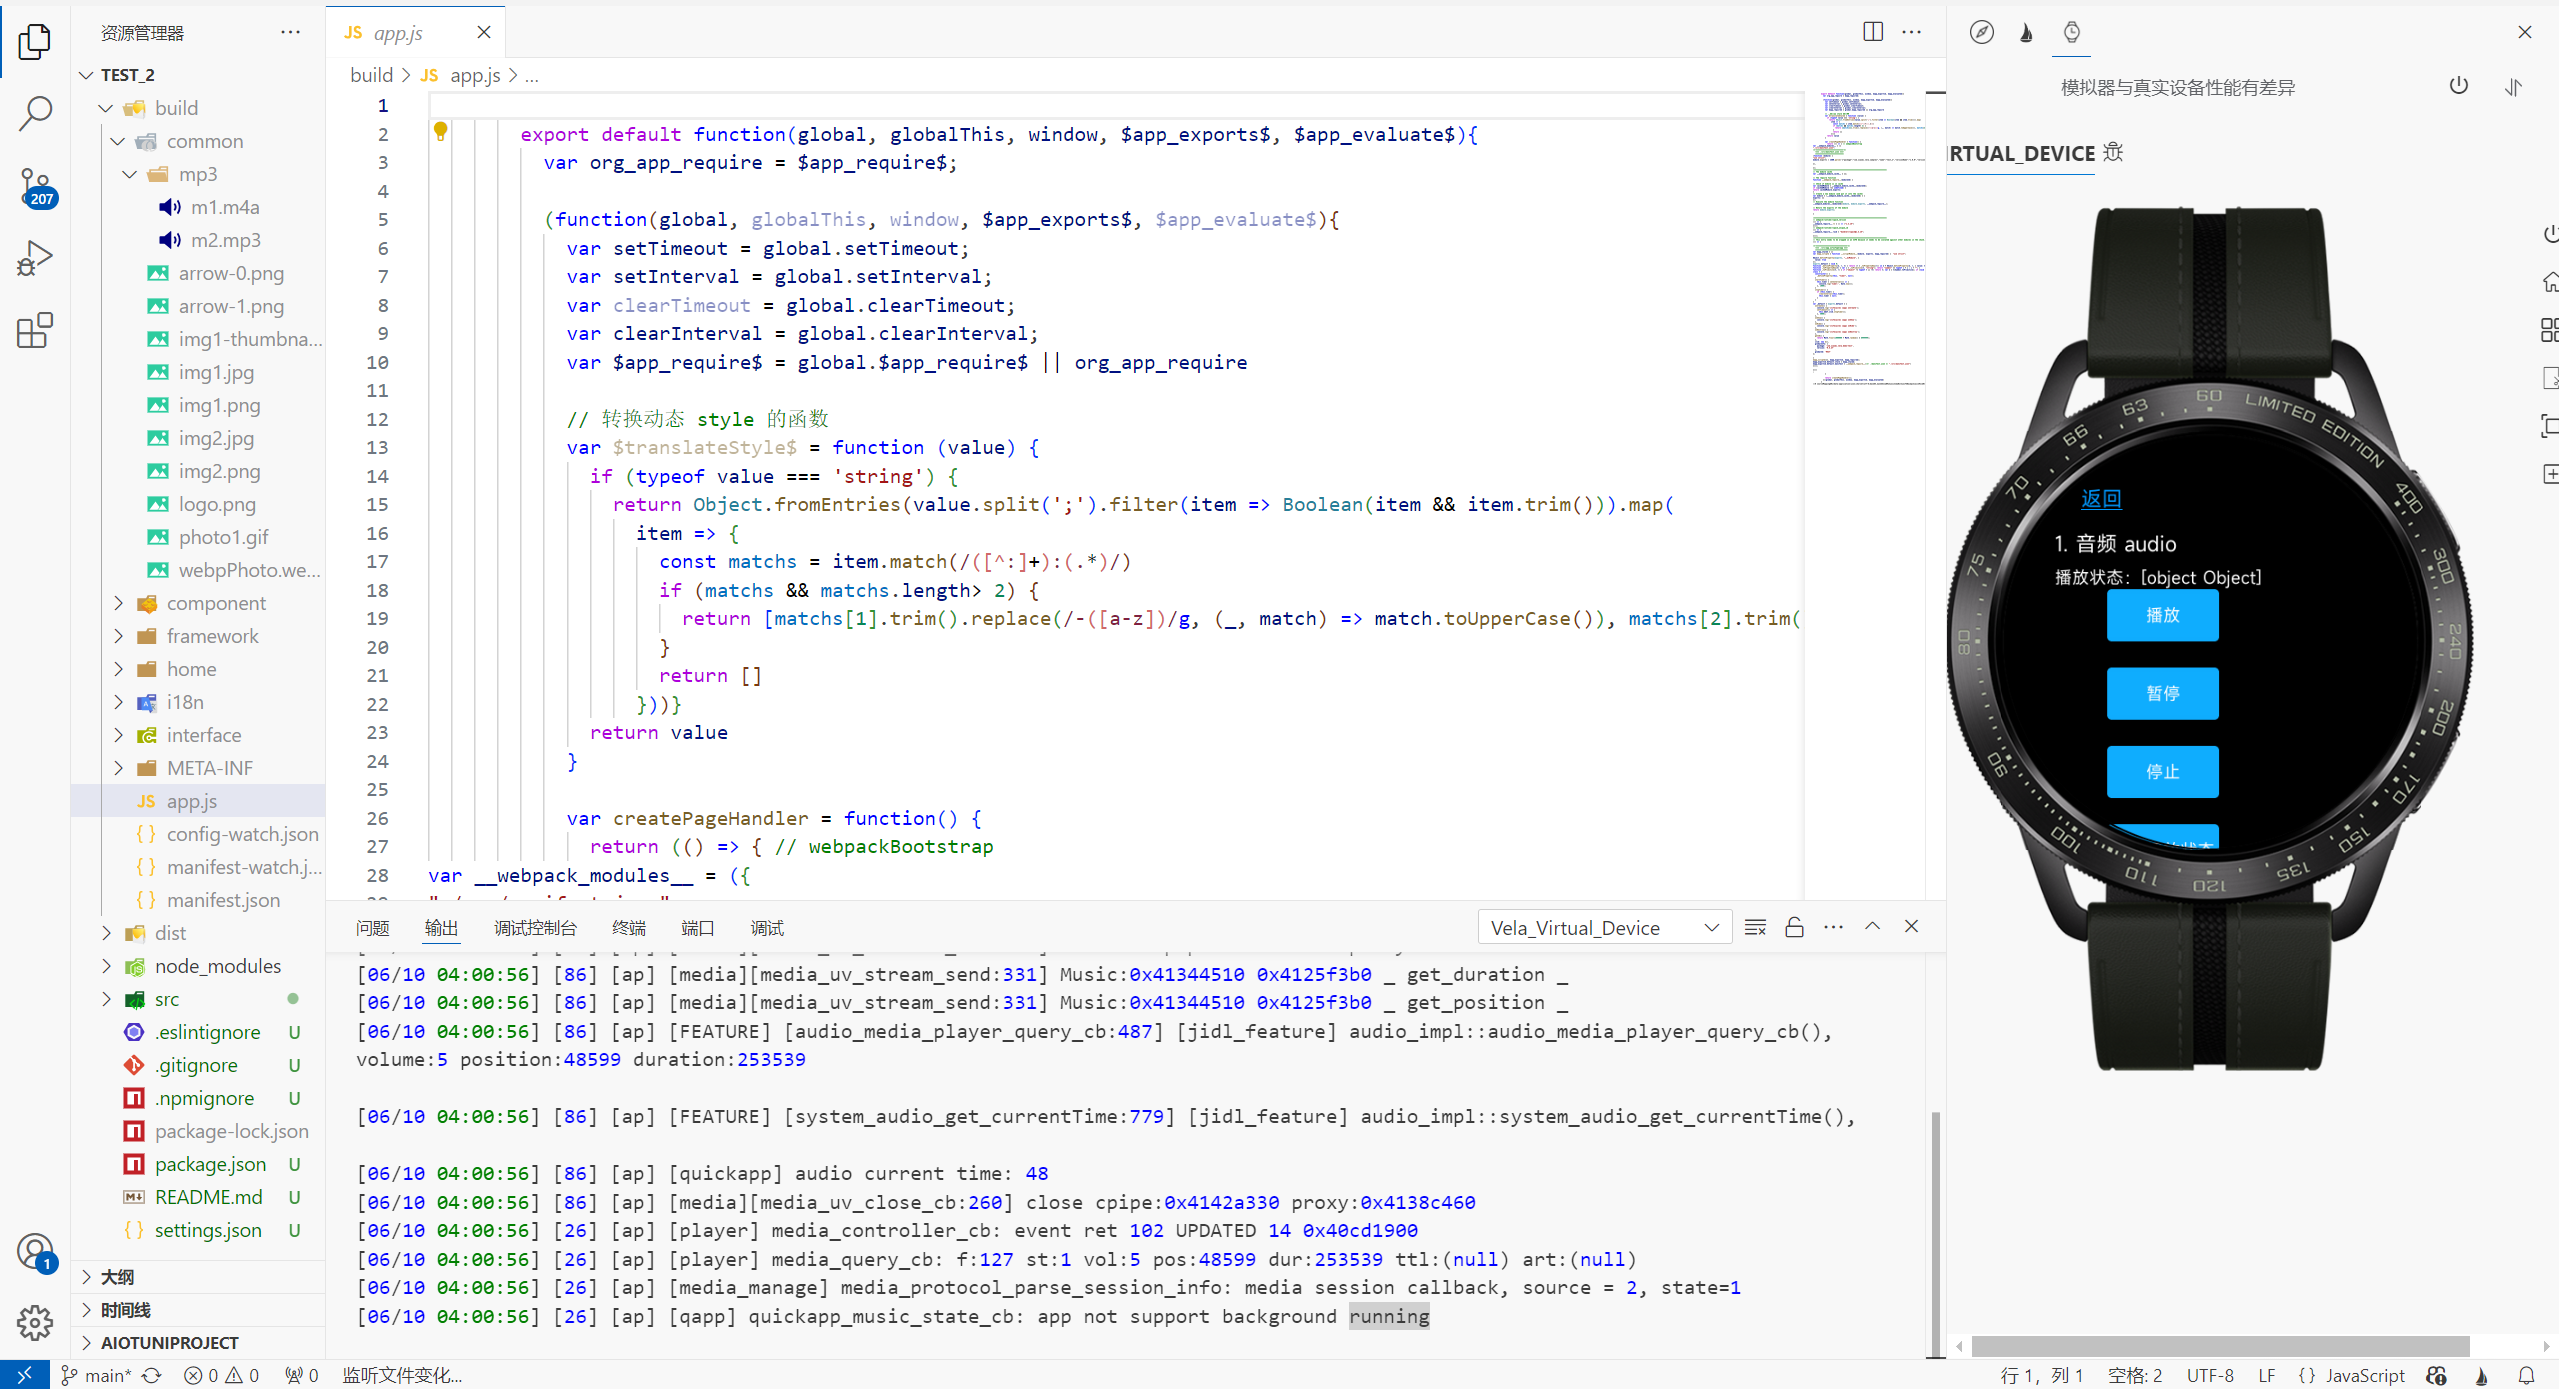 资源管理器
TEST_2
build
common
mp3
m1.m4a
m2.mp3
arrow-0.png
arrow-1.png
img1-thumbna...
img1.jpg
img1.png
img2.jpg
img2.png
logo.png
photo1.gif
webpPhoto.we...
component
framework
home
i18n
interface
META-INF
JS app.js
{} config-watch.json
{} manifest-watch.j...
{} manifest.json
dist
node_modules
src
.eslintignore U
.gitignore U
.npmignore U
package-lock.json
package.json U
README.md U
{} settings.json U
大纲
时间线
AIOTUNIPROJECT
207
1
JS app.js
build > JS app.js > ...
1
2 export default function(global, globalThis, window, $app_exports$, $app_evaluate$){
3 var org_app_require = $app_require$;
4
5 (function(global, globalThis, window, $app_exports$, $app_evaluate$){
6 var setTimeout = global.setTimeout;
7 var setInterval = global.setInterval;
8 var clearTimeout = global.clearTimeout;
9 var clearInterval = global.clearInterval;
10 var $app_require$ = global.$app_require$ || org_app_require
11
12 // 转换动态 style 的函数
13 var $translateStyle$ = function (value) {
14 if (typeof value === 'string') {
15 return Object.fromEntries(value.split(';').filter(item => Boolean(item && item.trim())).map(
16 item => {
17 const matchs = item.match(/([^:]+):(.*)/)
18 if (matchs && matchs.length> 2) {
19 return [matchs[1].trim().replace(/-([a-z])/g, (_, match) => match.toUpperCase()), matchs[2].trim(
20 }
21 return []
22 }))}
23 return value
24 }
25
26 var createPageHandler = function() {
27 return (() => { // webpackBootstrap
28 var __webpack_modules__ = ({
问题 输出 调试控制台 终端 端口 调试
Vela_Virtual_Device
[06/10 04:00:56] [86] [ap] [media][media_uv_stream_send:331] Music:0x41344510 0x4125f3b0 _ get_duration _
[06/10 04:00:56] [86] [ap] [media][media_uv_stream_send:331] Music:0x41344510 0x4125f3b0 _ get_position _
[06/10 04:00:56] [86] [ap] [FEATURE] [audio_media_player_query_cb:487] [jidl_feature] audio_impl::audio_media_player_query_cb(),
volume:5 position:48599 duration:253539
[06/10 04:00:56] [86] [ap] [FEATURE] [system_audio_get_currentTime:779] [jidl_feature] audio_impl::system_audio_get_currentTime(),
[06/10 04:00:56] [86] [ap] [quickapp] audio current time: 48
[06/10 04:00:56] [86] [ap] [media][media_uv_close_cb:260] close cpipe:0x4142a330 proxy:0x4138c460
[06/10 04:00:56] [26] [ap] [player] media_controller_cb: event ret 102 UPDATED 14 0x40cd1900
[06/10 04:00:56] [26] [ap] [player] media_query_cb: f:127 st:1 vol:5 pos:48599 dur:253539 ttl:(null) art:(null)
[06/10 04:00:56] [26] [ap] [media_manage] media_protocol_parse_session_info: media session callback, source = 2, state=1
[06/10 04:00:56] [26] [ap] [qapp] quickapp_music_state_cb: app not support background running
模拟器与真实设备性能有差异
IRTUAL_DEVICE
60 LIMITED EDITION 400 300 240 200 170 150 135 120 110 100 90 80 75 70 66 63
返回
1. 音频 audio
播放状态：[object Object]
播放
暂停
停止
main* 0 0 0 监听文件变化...
行 1，列 1 空格: 2 UTF-8 LF {} JavaScript